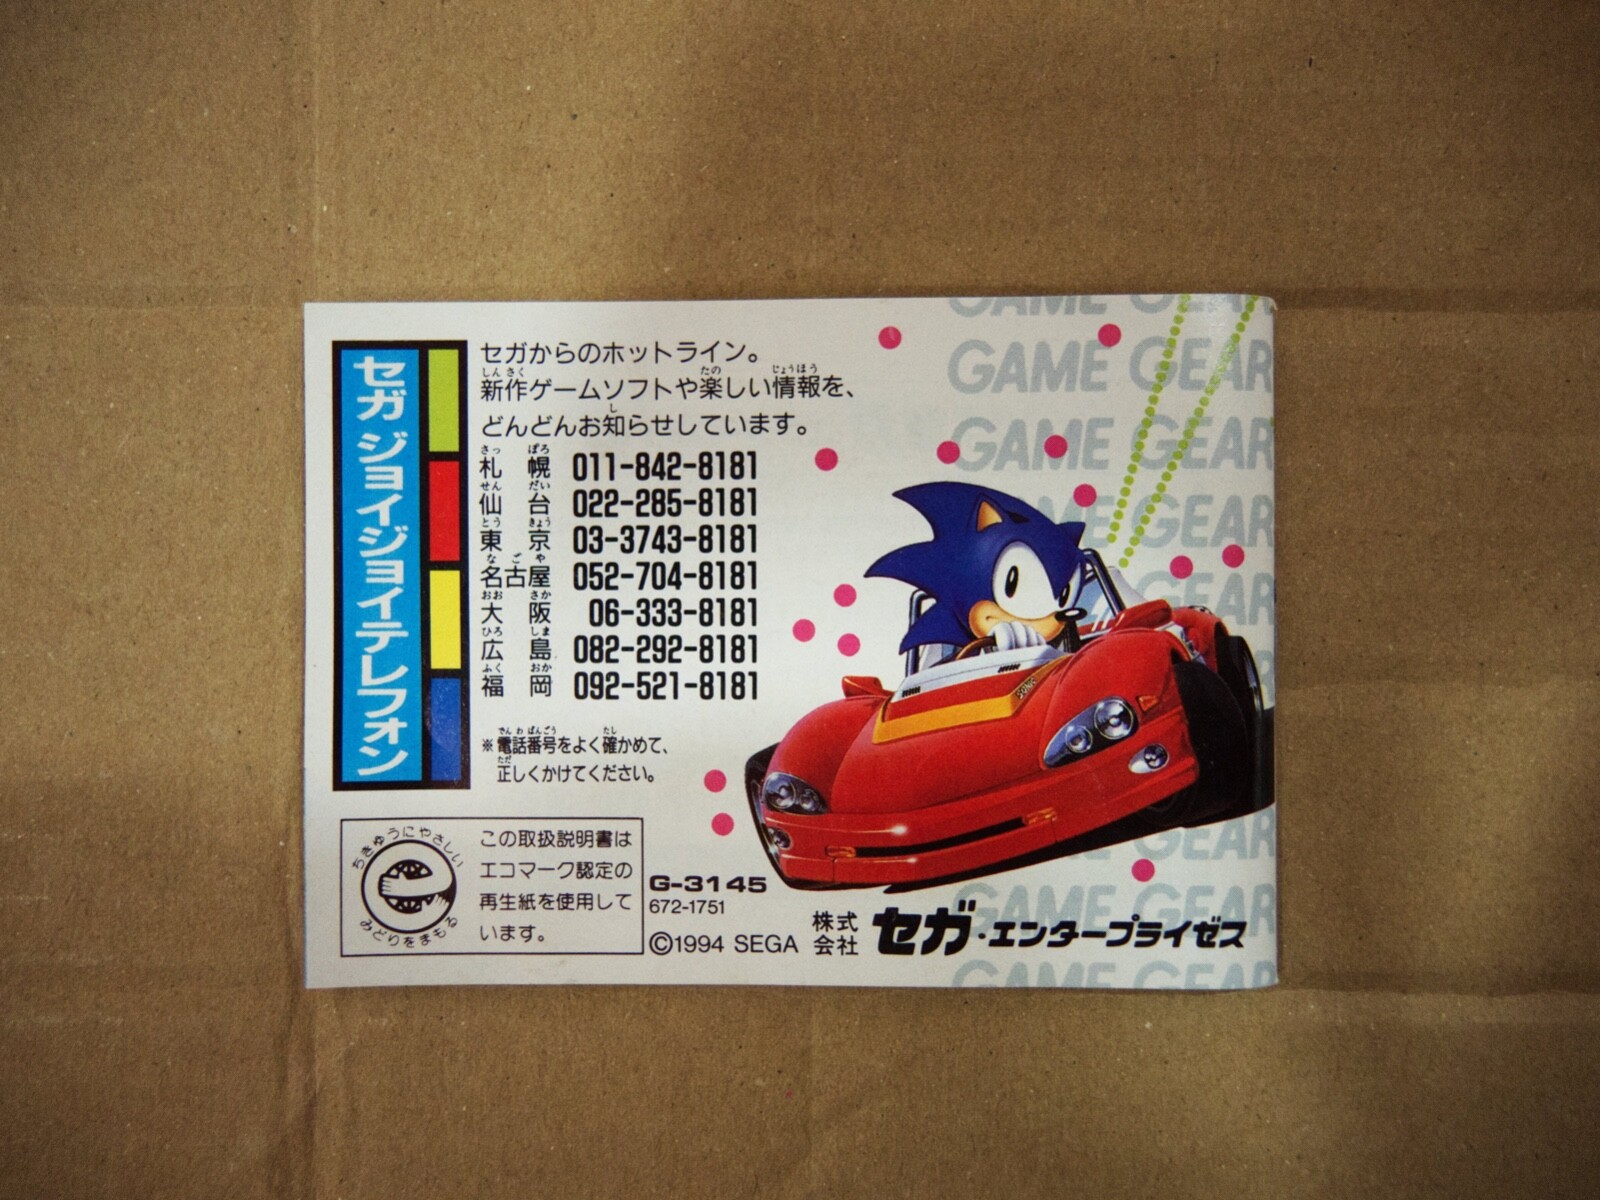 セガジョイジョイテレフォン
セガからのホットライン。
新作ゲームソフトや楽しい情報を、
どんどんお知らせしています。
札幌 011-842-8181
仙台 022-285-8181
東京 03-3743-8181
名古屋 052-704-8181
大阪 06-333-8181
広島 082-292-8181
福岡 092-521-8181
※電話番号をよく確かめて、
正しくかけてください。
ちきゅうにやさしい
みどりをまもる
この取扱説明書は
エコマーク認定の
再生紙を使用して
います。
G-3145
672-1751
©1994 SEGA
株式会社 セガ・エンタープライゼス
SONIC
GAME GEAR
GAME GEAR
GAME GEAR
GAME GEAR
GAME GEAR
GAME GEAR
GAME GEAR